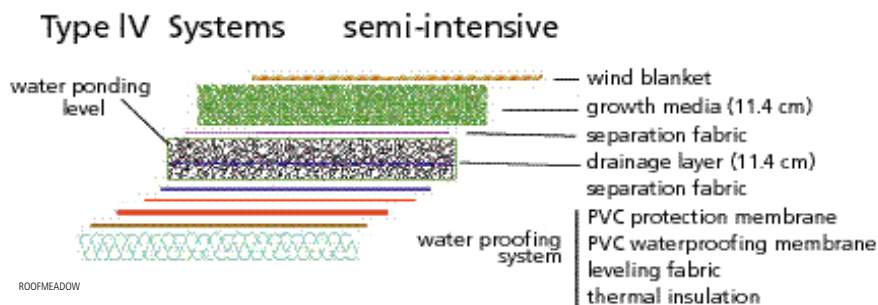 Type IV Systems semi-intensive
water ponding
level
wind blanket
growth media (11.4 cm)
separation fabric
drainage layer (11.4 cm)
separation fabric
water proofing
system
PVC protection membrane
PVC waterproofing membrane
leveling fabric
thermal insulation
ROOFMEADOW